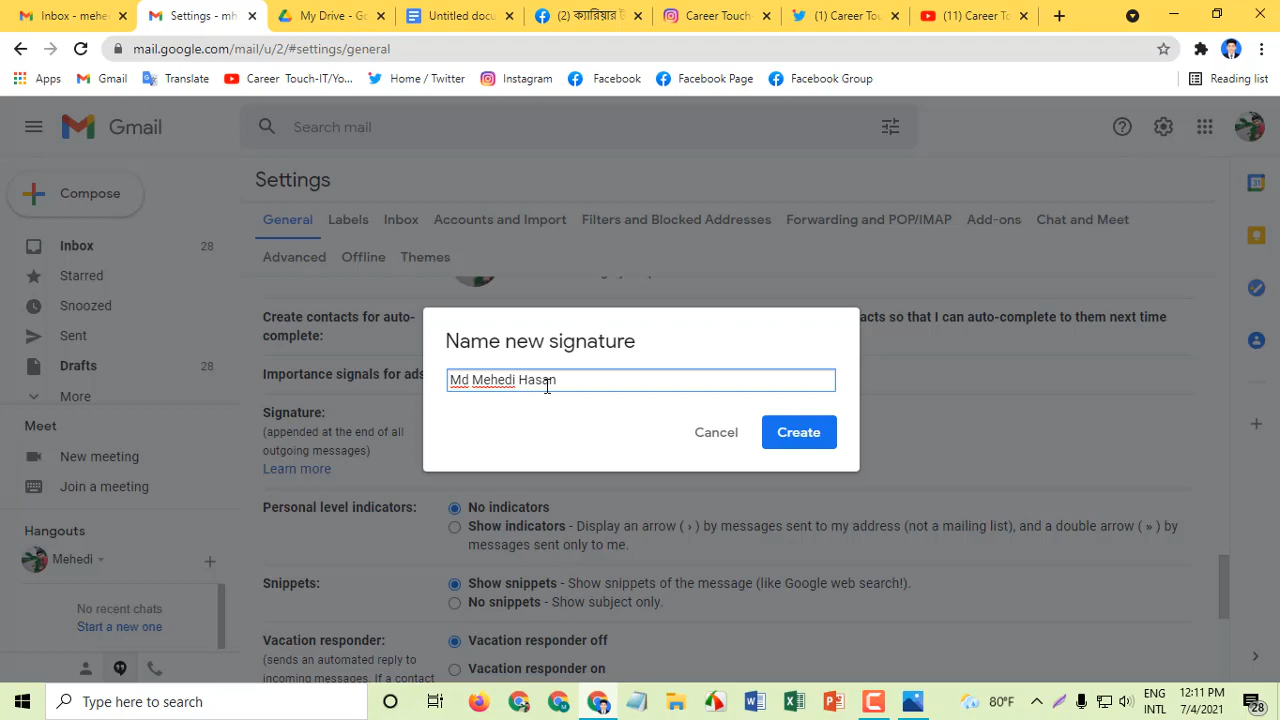 Inbox - mehe
Settings - mh
My Drive - Go
Untitled docu
(2) ক্যারিয়ার ট
Career Touch-
(1) Career To
(11) Career To
mail.google.com/mail/u/2/#settings/general
Apps
Gmail
Translate
Career Touch-IT/Yo...
Home / Twitter
Instagram
Facebook
Facebook Page
Facebook Group
Reading list
Gmail
Search mail
Compose
Settings
General
Labels
Inbox
Accounts and Import
Filters and Blocked Addresses
Forwarding and POP/IMAP
Add-ons
Chat and Meet
Advanced
Offline
Themes
Inbox 28
Starred
Snoozed
Sent
Drafts 28
More
Meet
New meeting
Join a meeting
Hangouts
Mehedi
No recent chats
Start a new one
Create contacts for auto-
complete:
acts so that I can auto-complete to them next time
Importance signals for ads
Signature:
(appended at the end of all
outgoing messages)
Learn more
Name new signature
Md Mehedi Hasan
Cancel
Create
Personal level indicators:
No indicators
Show indicators - Display an arrow ( › ) by messages sent to my address (not a mailing list), and a double arrow ( » ) by
messages sent only to me.
Snippets:
Show snippets - Show snippets of the message (like Google web search!).
No snippets - Show subject only.
Vacation responder:
(sends an automated reply to
incoming messages. If a contact
Vacation responder off
Vacation responder on
Type here to search
80°F
ENG
INTL
12:11 PM
7/4/2021
28